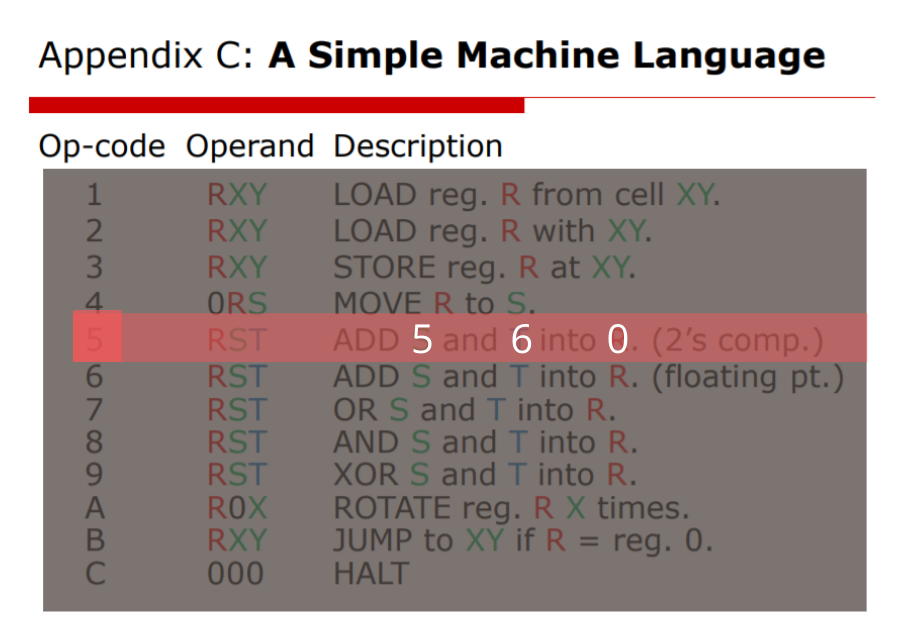 Appendix C: A Simple Machine Language
Op-code Operand Description
1 RXY LOAD reg. R from cell XY.
2 RXY LOAD reg. R with XY.
3 RXY STORE reg. R at XY.
4 0RS MOVE R to S.
5 RST ADD 5 and 6 into 0. (2's comp.)
6 RST ADD S and T into R. (floating pt.)
7 RST OR S and T into R.
8 RST AND S and T into R.
9 RST XOR S and T into R.
A R0X ROTATE reg. R X times.
B RXY JUMP to XY if R = reg. 0.
C 000 HALT